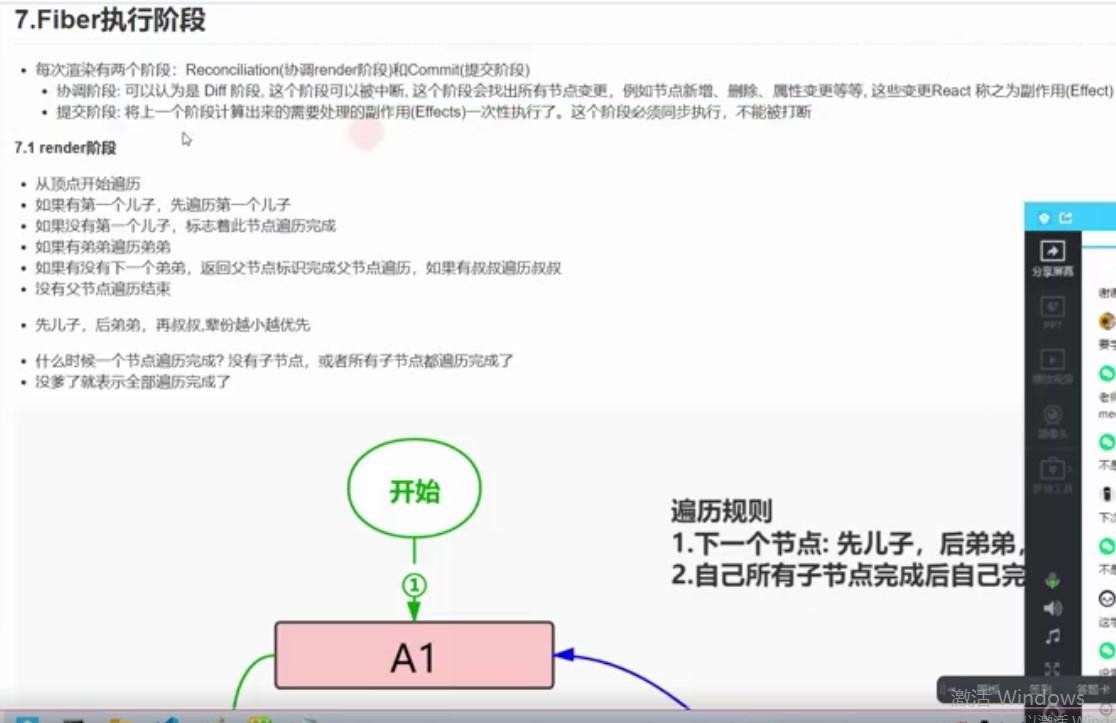 7.Fiber执行阶段
每次渲染有两个阶段：Reconciliation(协调render阶段)和Commit(提交阶段)
协调阶段: 可以认为是 Diff 阶段, 这个阶段可以被中断, 这个阶段会找出所有节点变更，例如节点新增、删除、属性变更等等, 这些变更React 称之为副作用(Effect)
提交阶段: 将上一个阶段计算出来的需要处理的副作用(Effects)一次性执行了。这个阶段必须同步执行，不能被打断
7.1 render阶段
从顶点开始遍历
如果有第一个儿子，先遍历第一个儿子
如果没有第一个儿子，标志着此节点遍历完成
如果有弟弟遍历弟弟
如果有没有下一个弟弟，返回父节点标识完成父节点遍历，如果有叔叔遍历叔叔
没有父节点遍历结束
先儿子，后弟弟，再叔叔,辈份越小越优先
什么时候一个节点遍历完成? 没有子节点，或者所有子节点都遍历完成了
没爹了就表示全部遍历完成了
开始
遍历规则
1.下一个节点: 先儿子，后弟弟，
2.自己所有子节点完成后自己完
①
A1
分享屏幕
PPT
播放视频
摄像头
签到
答题卡
激活 Windows